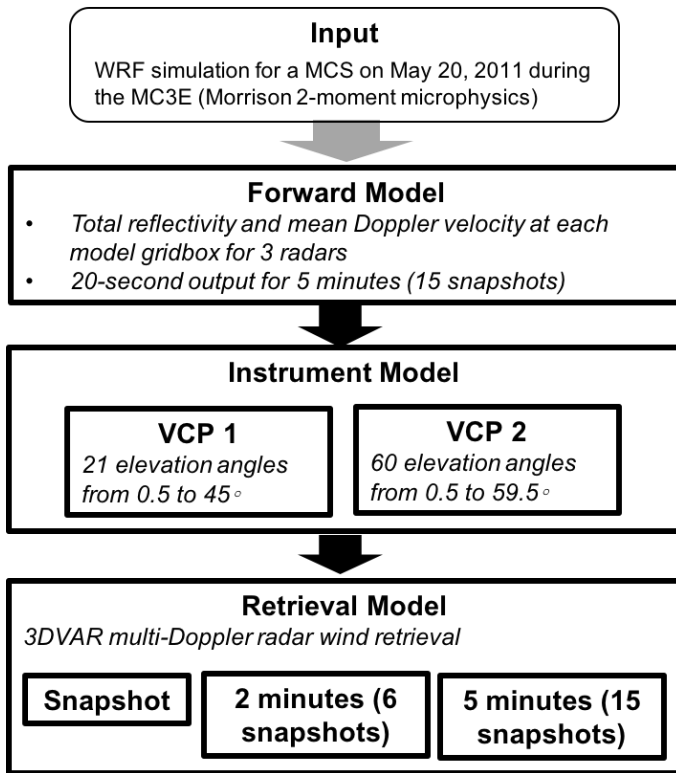 Input
WRF simulation for a MCS on May 20, 2011 during
the MC3E (Morrison 2-moment microphysics)
Forward Model
• Total reflectivity and mean Doppler velocity at each
model gridbox for 3 radars
• 20-second output for 5 minutes (15 snapshots)
Instrument Model
VCP 1
21 elevation angles
from 0.5 to 45°
VCP 2
60 elevation angles
from 0.5 to 59.5°
Retrieval Model
3DVAR multi-Doppler radar wind retrieval
Snapshot
2 minutes (6
snapshots)
5 minutes (15
snapshots)